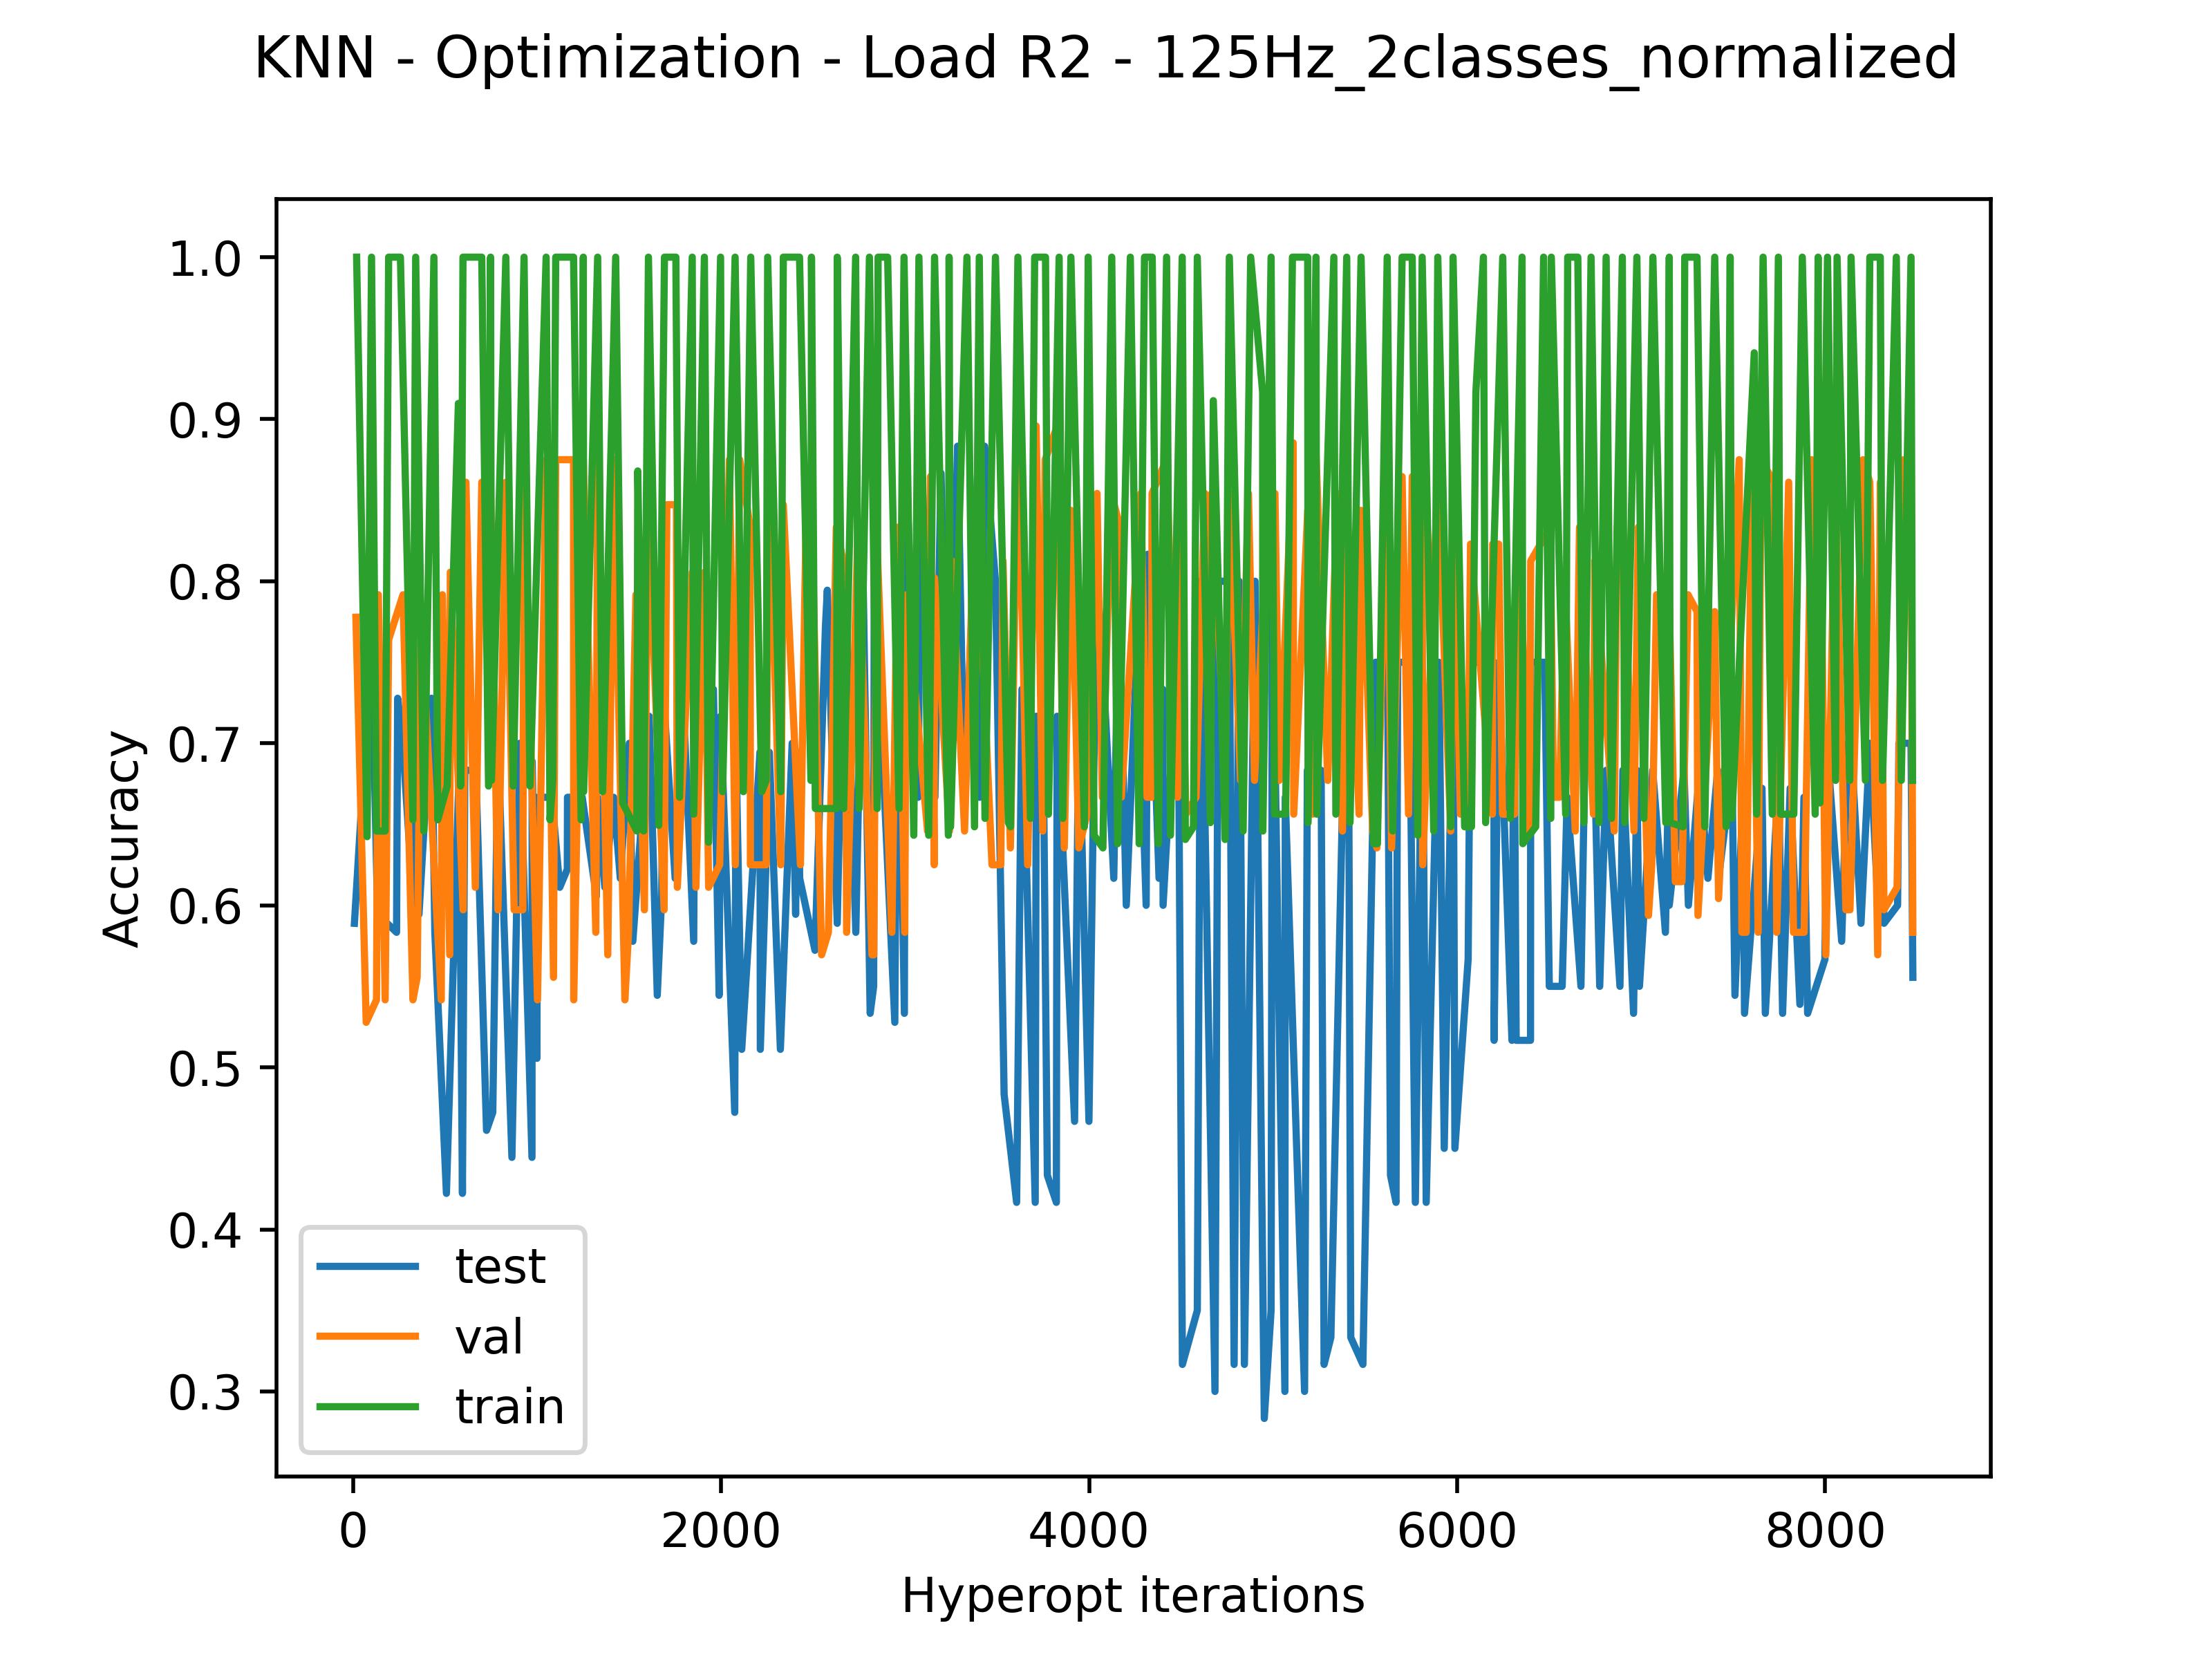 KNN - Optimization - Load R2 - 125Hz_2classes_normalized
1.0
0.9
0.8
0.7
0.6
0.5
0.4
0.3
Accuracy
test
val
train
0 2000 4000 6000 8000
Hyperopt iterations